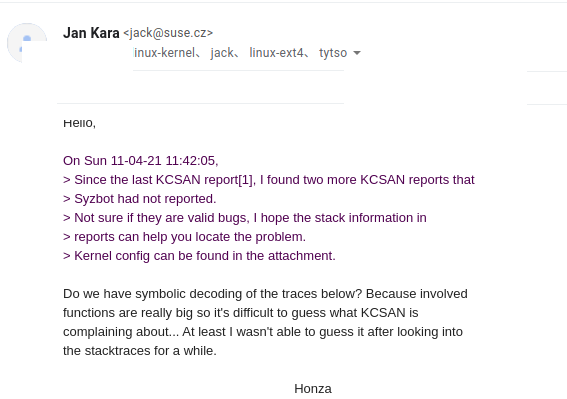 Jan Kara <jack@suse.cz>
linux-kernel、 jack、 linux-ext4、 tytso
Hello,
On Sun 11-04-21 11:42:05,
> Since the last KCSAN report[1], I found two more KCSAN reports that
> Syzbot had not reported.
> Not sure if they are valid bugs, I hope the stack information in
> reports can help you locate the problem.
> Kernel config can be found in the attachment.
Do we have symbolic decoding of the traces below? Because involved
functions are really big so it's difficult to guess what KCSAN is
complaining about... At least I wasn't able to guess it after looking into
the stacktraces for a while.
Honza